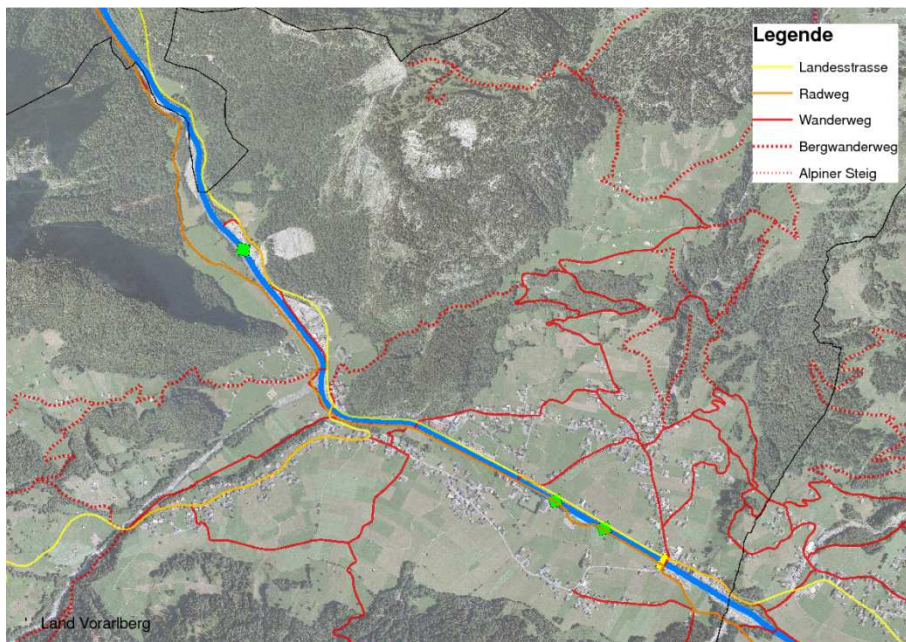 Legende
Landesstrasse
Radweg
Wanderweg
Bergwanderweg
Alpiner Steig
Land Vorarlberg